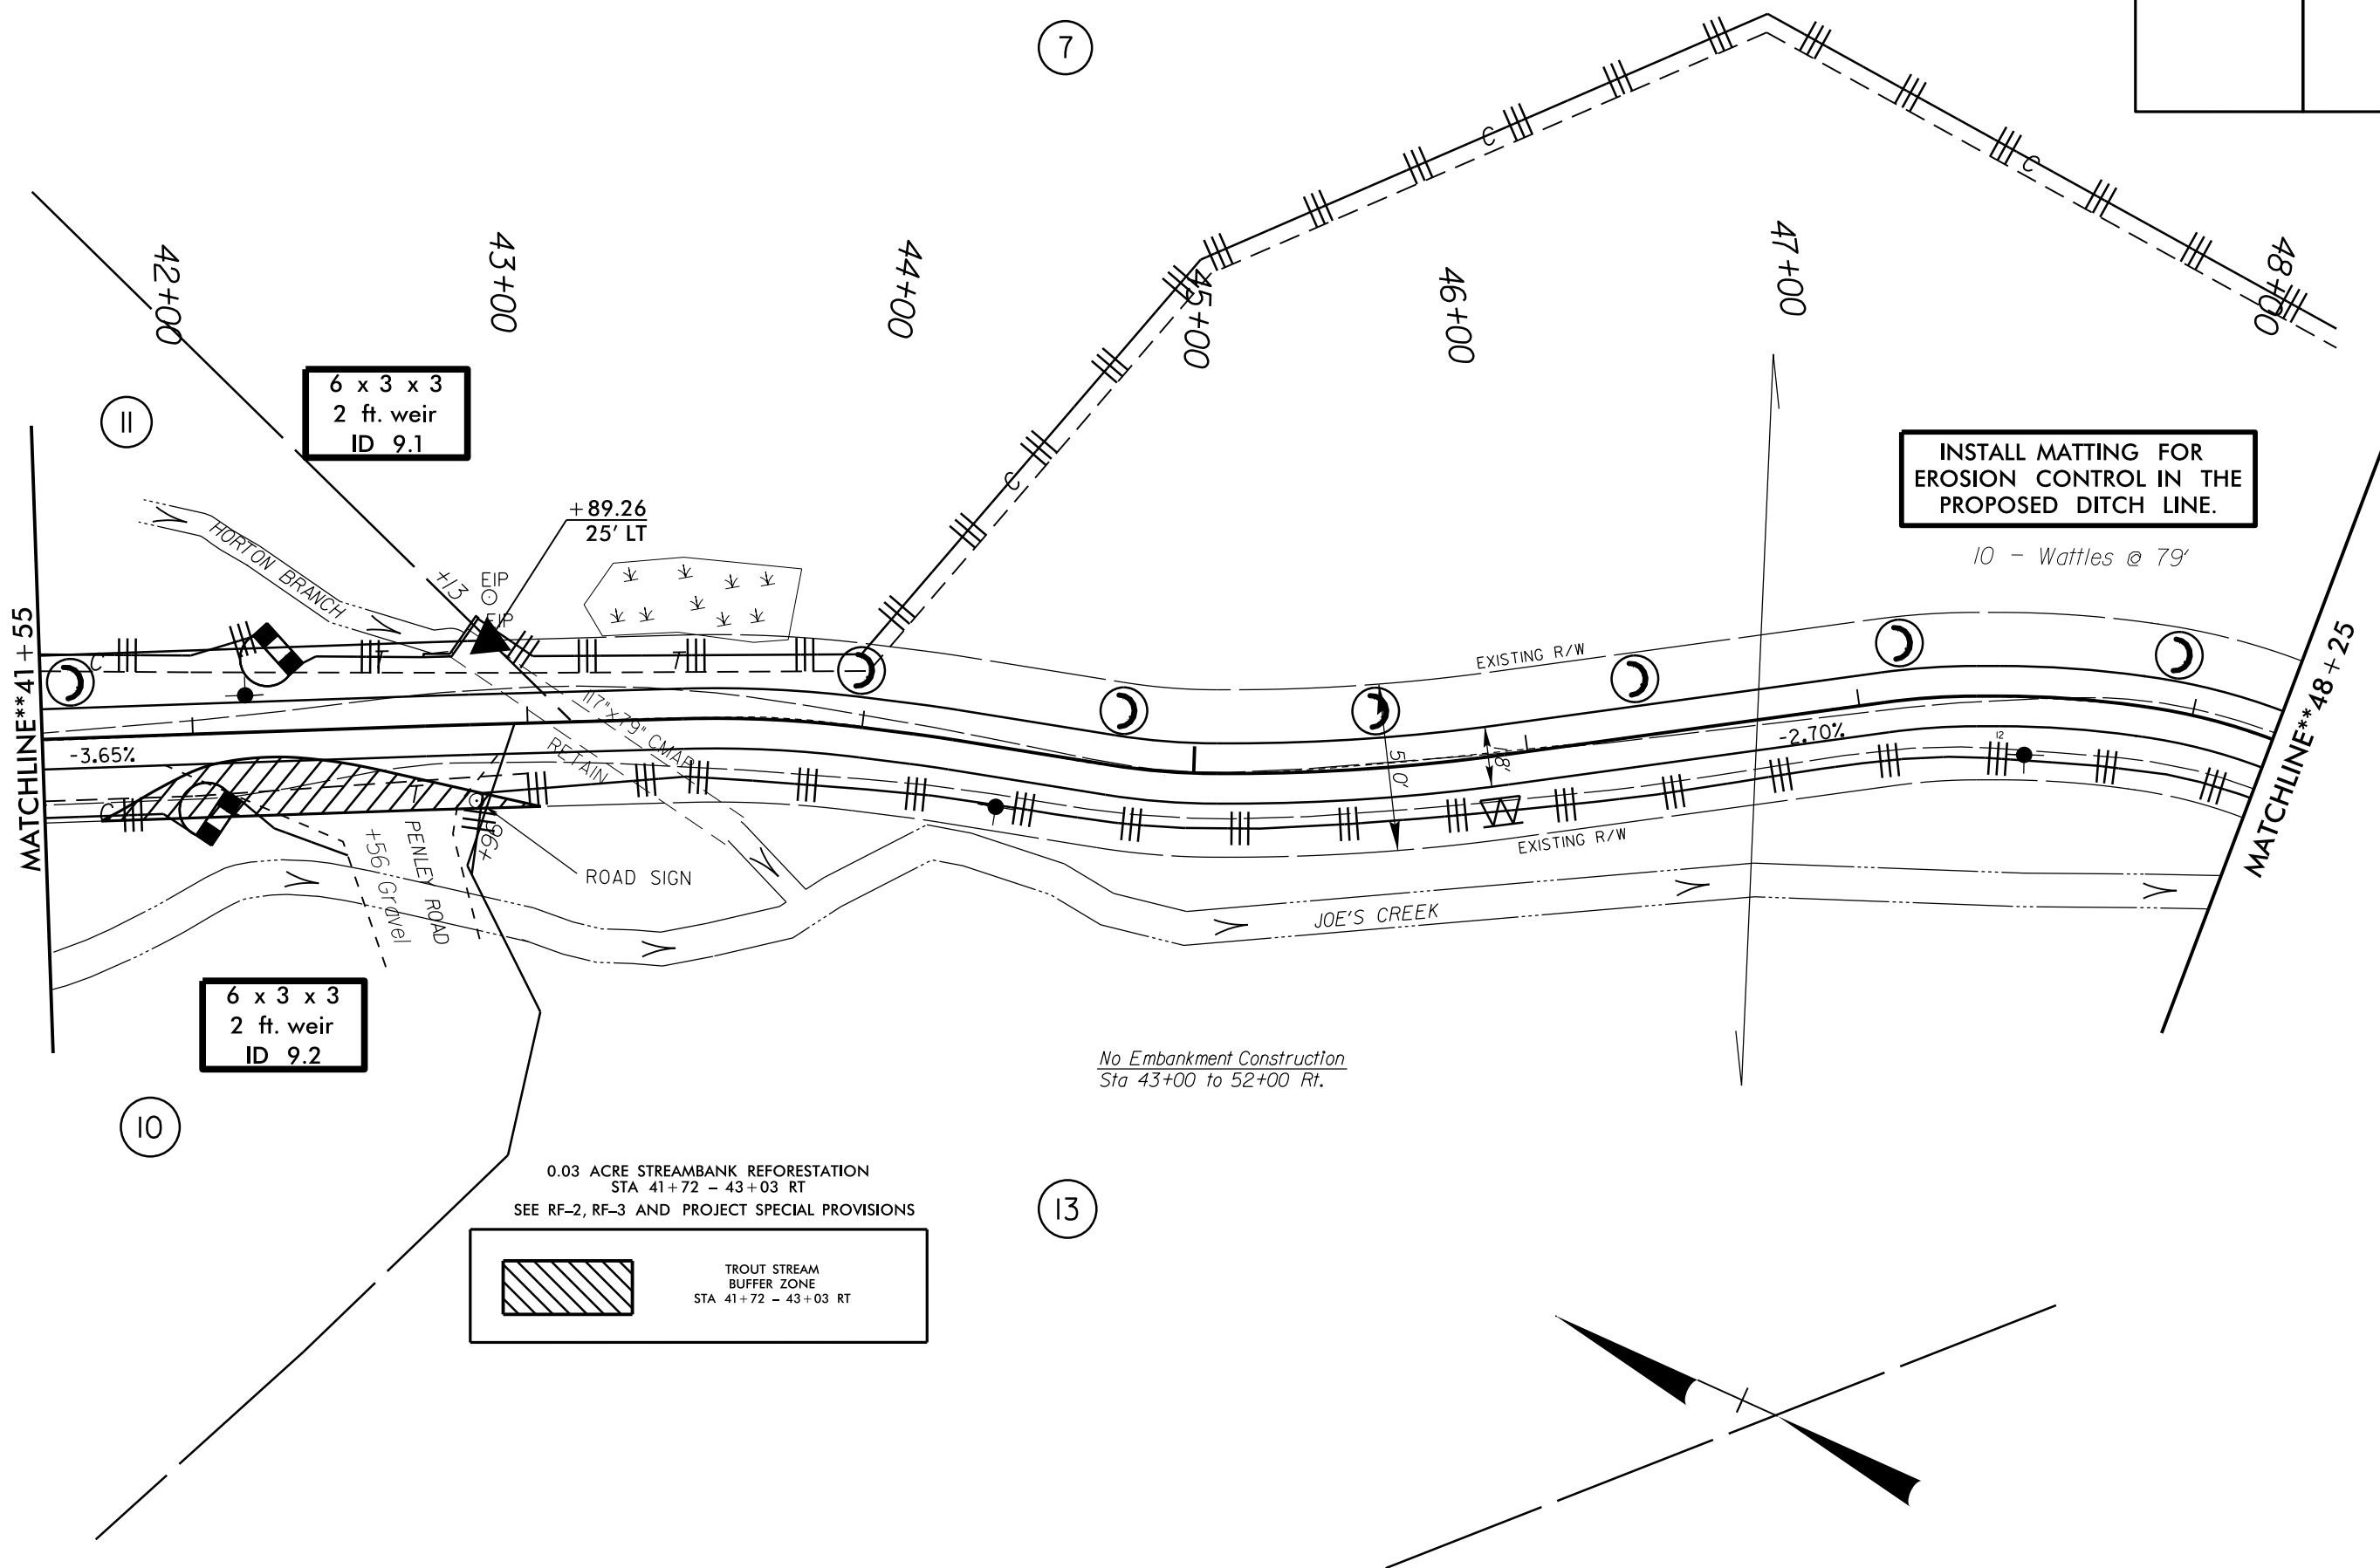 7
42+00
43+00
44+00
45+00
46+00
47+00
48+00
C
C
C
6 x 3 x 3
2 ft. weir
ID 9.1
11
INSTALL MATTING FOR
EROSION CONTROL IN THE
PROPOSED DITCH LINE.
10 - Wattles @ 79'
+89.26
25' LT
HORTON BRANCH
+13
EIP
EIP
MATCHLINE**41+55
MATCHLINE**48+25
C
T
T
EXISTING R/W
117"x79" CMAP
RETAIN
-3.65%
-2.70%
12
18'
50'
C
T
EXISTING R/W
+96
PENLEY ROAD
+56 Gravel
ROAD SIGN
JOE'S CREEK
6 x 3 x 3
2 ft. weir
ID 9.2
No Embankment Construction
Sta 43+00 to 52+00 Rt.
10
0.03 ACRE STREAMBANK REFORESTATION
STA 41+72 - 43+03 RT
SEE RF-2, RF-3 AND PROJECT SPECIAL PROVISIONS
13
TROUT STREAM
BUFFER ZONE
STA 41+72 - 43+03 RT